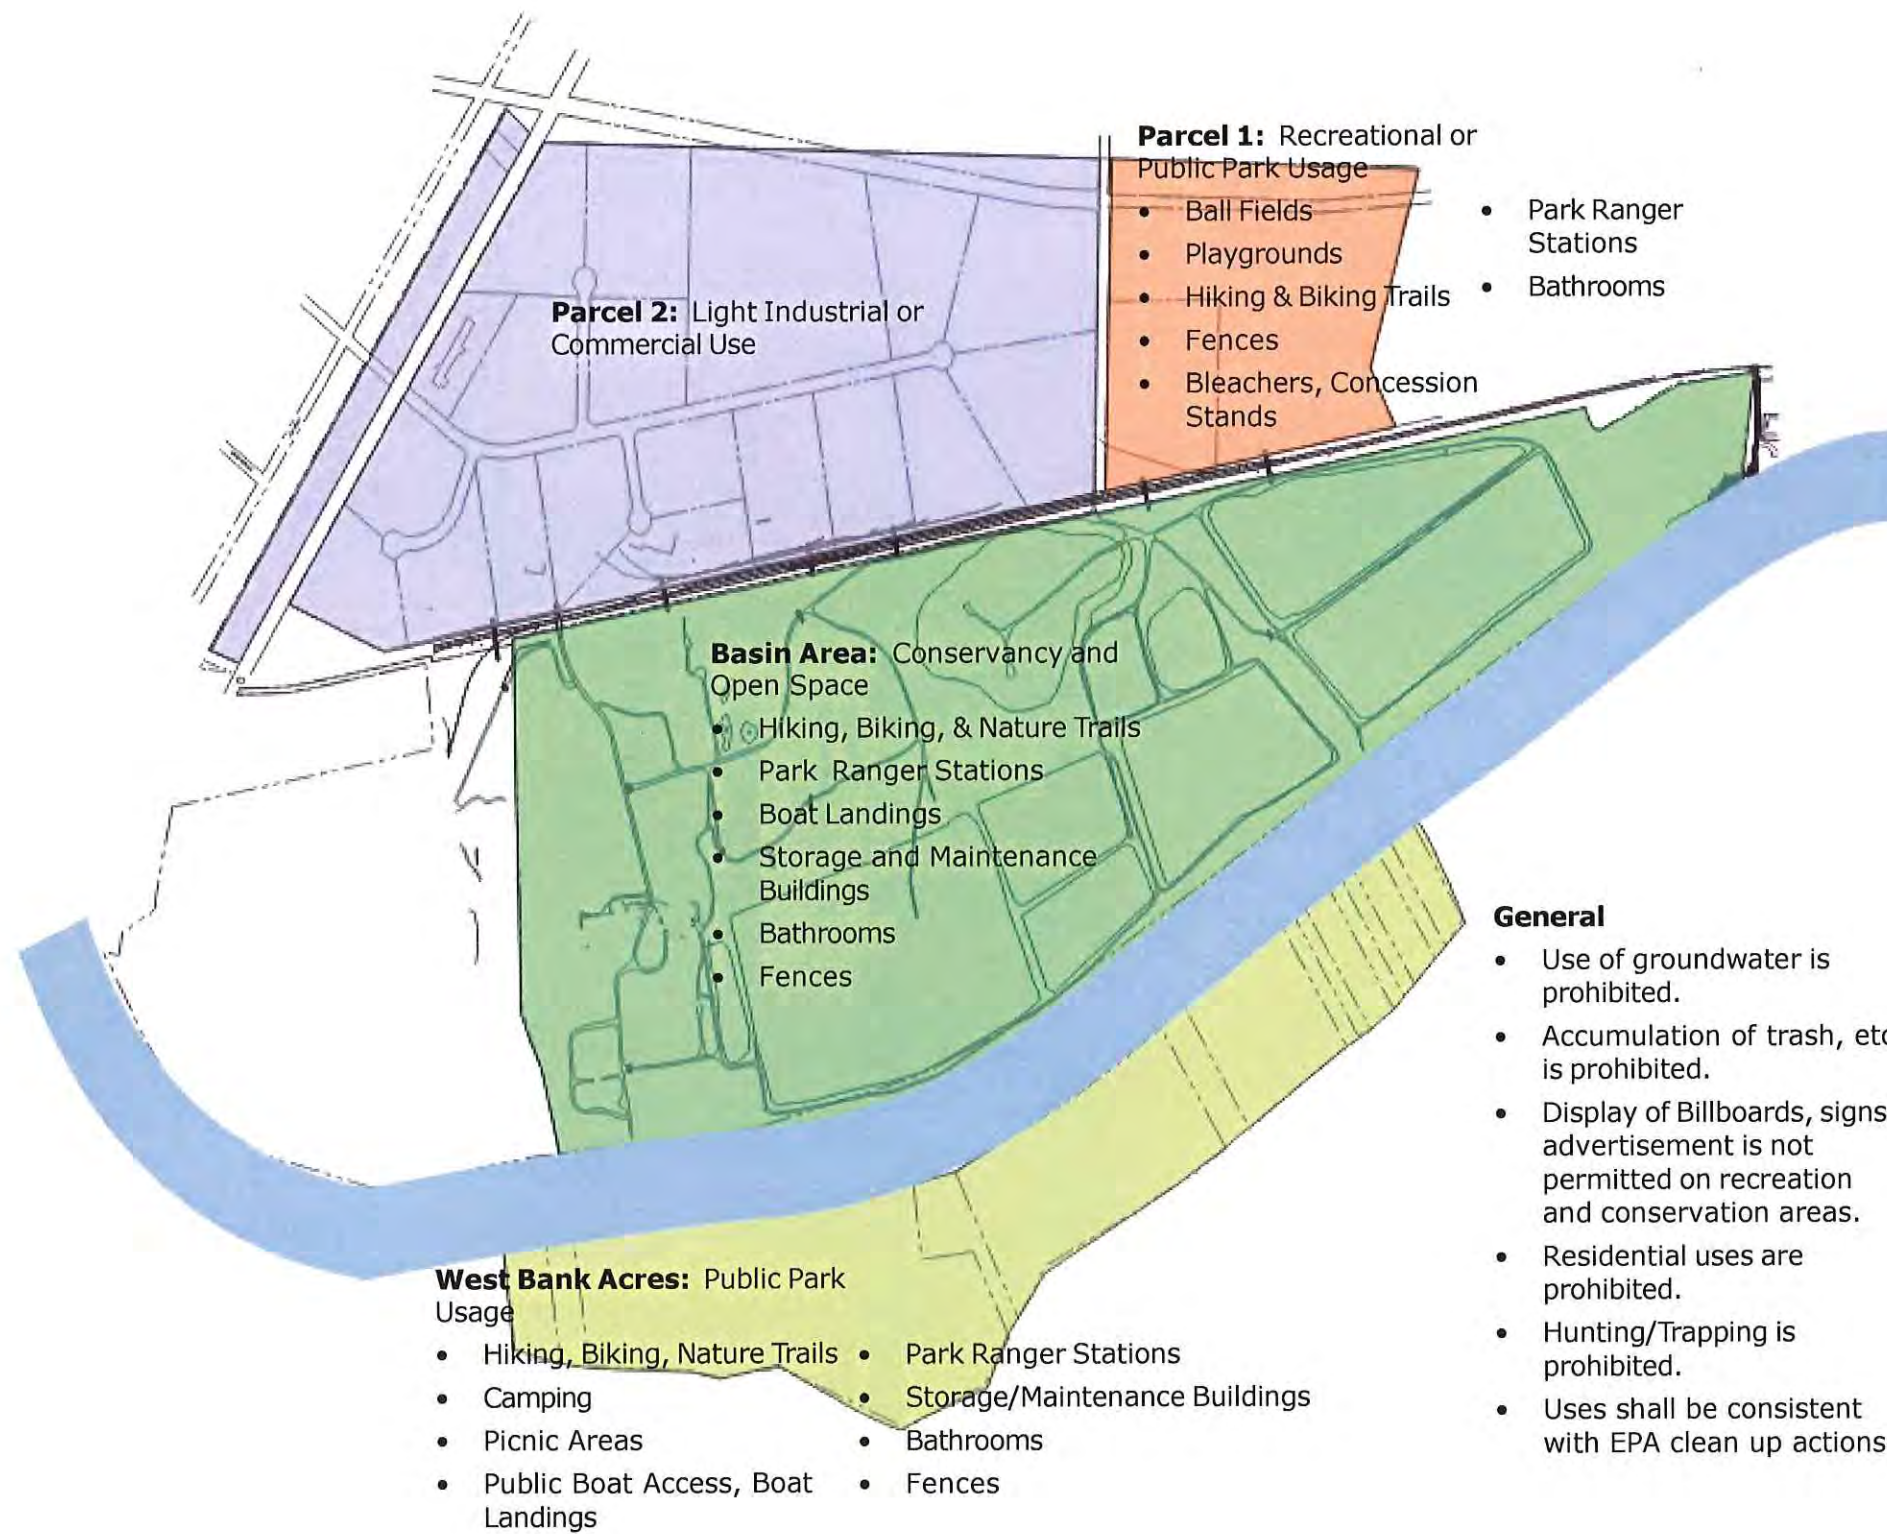 Parcel 1: Recreational or
Public Park Usage
• Ball Fields
• Playgrounds
• Hiking & Biking Trails
• Fences
• Bleachers, Concession
Stands
• Park Ranger
Stations
• Bathrooms
Parcel 2: Light Industrial or
Commercial Use
Basin Area: Conservancy and
Open Space
• Hiking, Biking, & Nature Trails
• Park Ranger Stations
• Boat Landings
• Storage and Maintenance
Buildings
• Bathrooms
• Fences
General
• Use of groundwater is
prohibited.
• Accumulation of trash, etc
is prohibited.
• Display of Billboards, signs
advertisement is not
permitted on recreation
and conservation areas.
• Residential uses are
prohibited.
• Hunting/Trapping is
prohibited.
• Uses shall be consistent
with EPA clean up actions
West Bank Acres: Public Park
Usage
• Hiking, Biking, Nature Trails
• Camping
• Picnic Areas
• Public Boat Access, Boat
Landings
• Park Ranger Stations
• Storage/Maintenance Buildings
• Bathrooms
• Fences